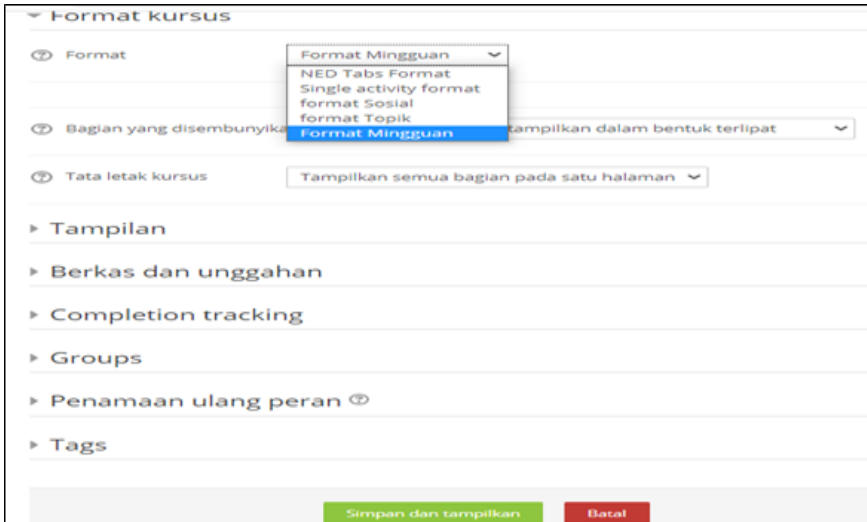 Format kursus
Format
Format Mingguan
NED Tabs Format
Single activity format
format Sosial
format Topik
Format Mingguan
Bagian yang disembunyika tampilkan dalam bentuk terlipat
Tata letak kursus Tampilkan semua bagian pada satu halaman
Tampilan
Berkas dan unggahan
Completion tracking
Groups
Penamaan ulang peran
Tags
Simpan dan tampilkan Batal